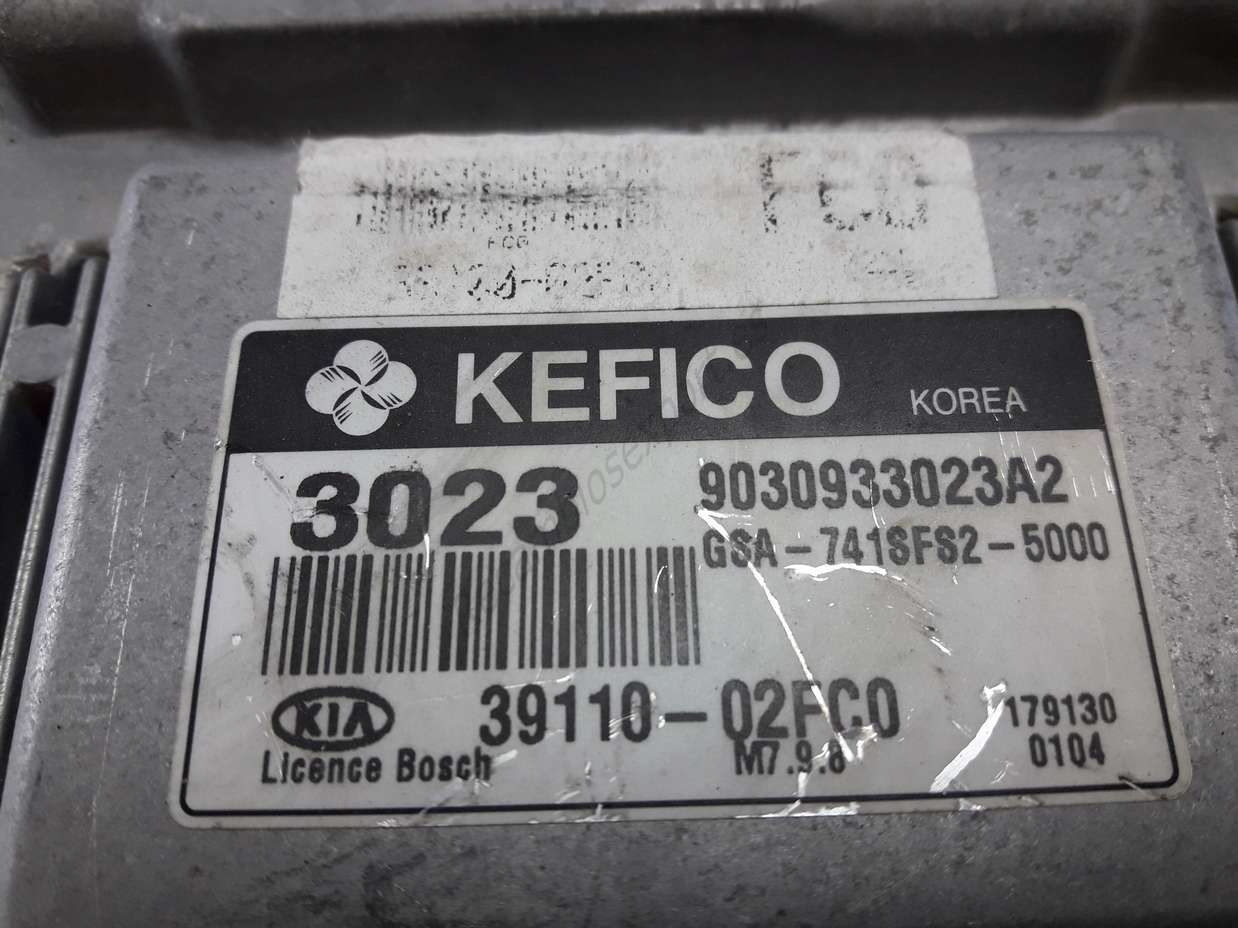 KEFICO KOREA
3023 9030933023A2
GSA-741SFS2-5000
KIA 39110-02FC0 179130
Licence Bosch M7.9.8 0104